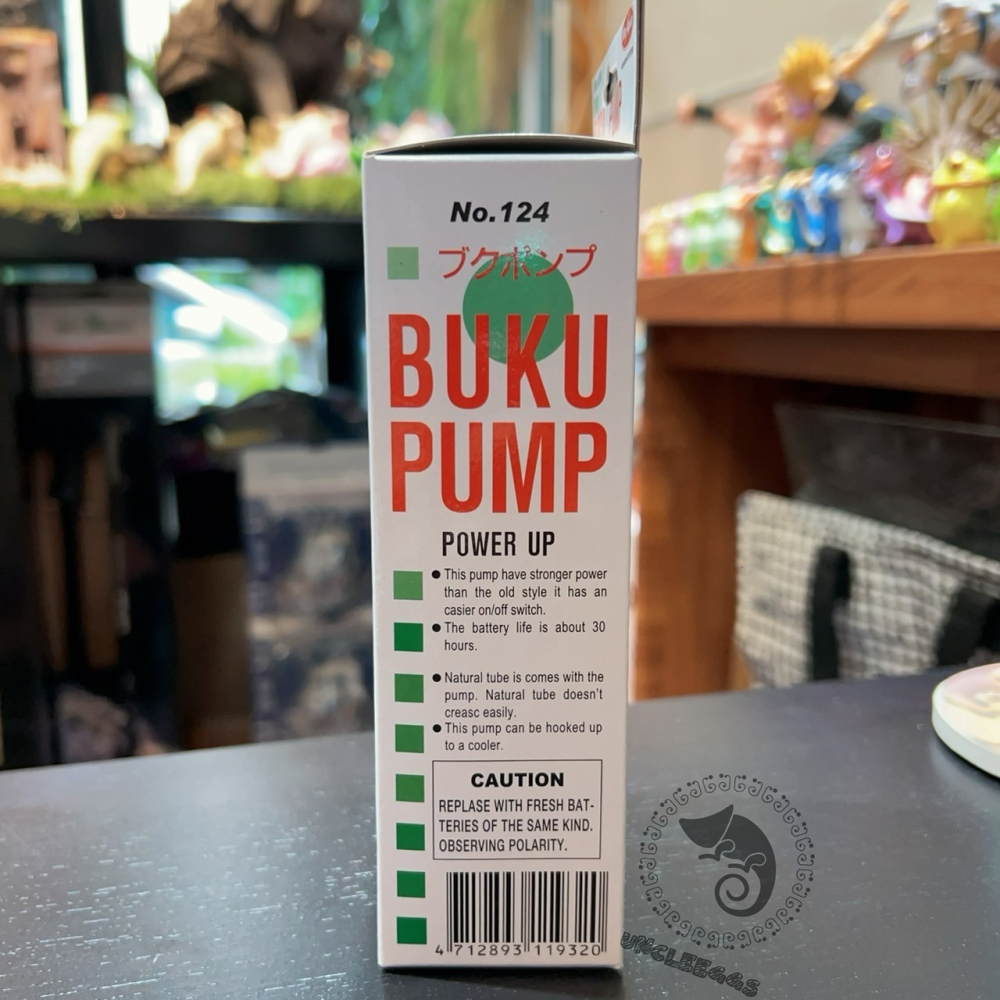 No.124
ブクポンプ
BUKU
PUMP
POWER UP
● This pump have stronger power
than the old style it has an
casier on/off switch.
● The battery life is about 30
hours.
● Natural tube is comes with the
pump. Natural tube doesn't
creasc easily.
● This pump can be hooked up
to a cooler.
CAUTION
REPLASE WITH FRESH BAT-
TERIES OF THE SAME KIND.
OBSERVING POLARITY.
4 712893 119320
UNCLEEGGS